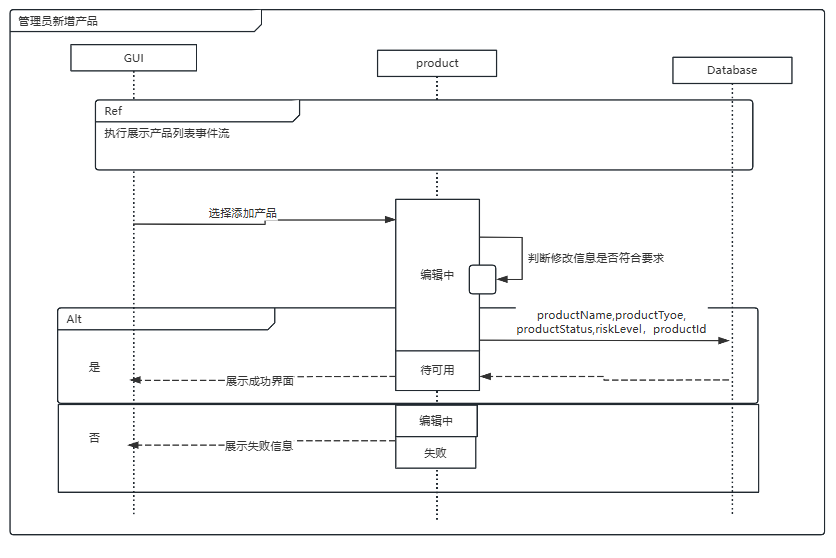 管理员新增产品
GUI
product
Database
Ref
执行展示产品列表事件流
选择添加产品
判断修改信息是否符合要求
编辑中
Alt
productName,productTyoe,
productStatus,riskLevel，productId
是
待可用
展示成功界面
编辑中
否
展示失败信息
失败